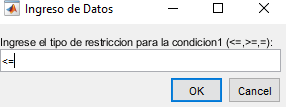 Ingreso de Datos
Ingrese el tipo de restriccion para la condicion1 (<=,>=,=):
<=
OK
Cancel